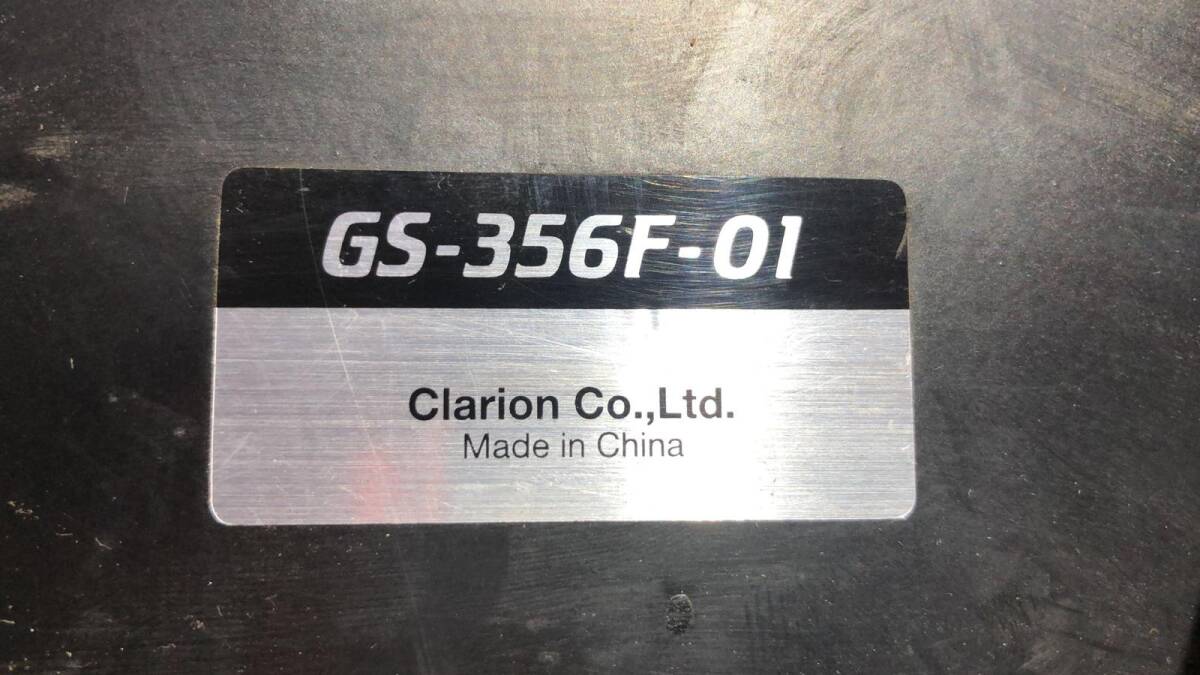 GS-356F-01
Clarion Co.,Ltd.
Made in China